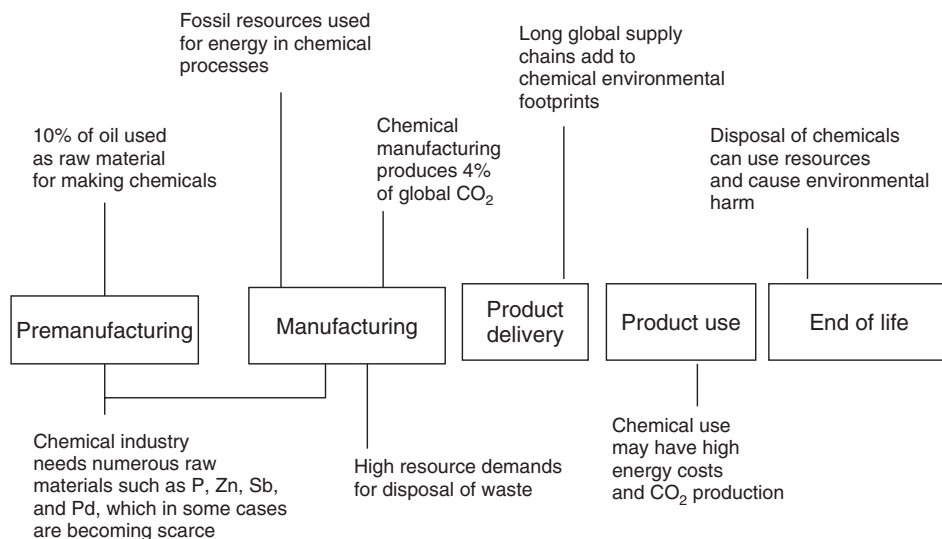 Fossil resources used
for energy in chemical
processes
Long global supply
chains add to
chemical environmental
footprints
10% of oil used
as raw material
for making chemicals
Chemical
manufacturing
produces 4%
of global CO₂
Disposal of chemicals
can use resources
and cause environmental
harm
Premanufacturing
Manufacturing
Product
delivery
Product use
End of life
Chemical industry
needs numerous raw
materials such as P, Zn, Sb,
and Pd, which in some cases
are becoming scarce
High resource demands
for disposal of waste
Chemical use
may have high
energy costs
and CO₂ production